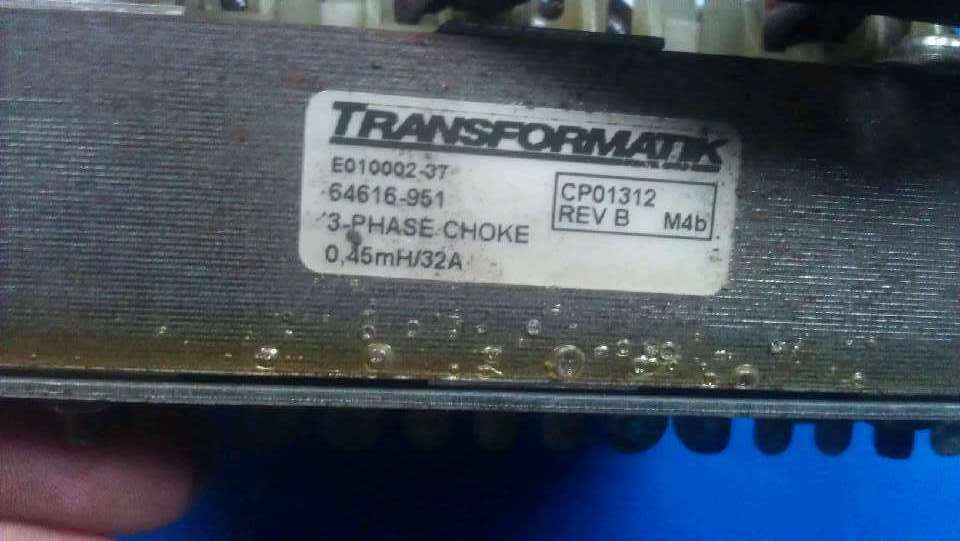 TRANSFORMATIK
E010002-37
64616-951
3-PHASE CHOKE
0,45mH/32A
CP01312
REV B M4b